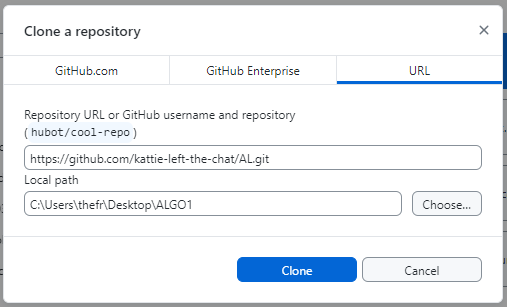 Clone a repository
GitHub.com
GitHub Enterprise
URL
Repository URL or GitHub username and repository
( hubot/cool-repo )
https://github.com/kattie-left-the-chat/AL.git
Local path
C:\Users\thefr\Desktop\ALGO1
Choose...
Clone
Cancel